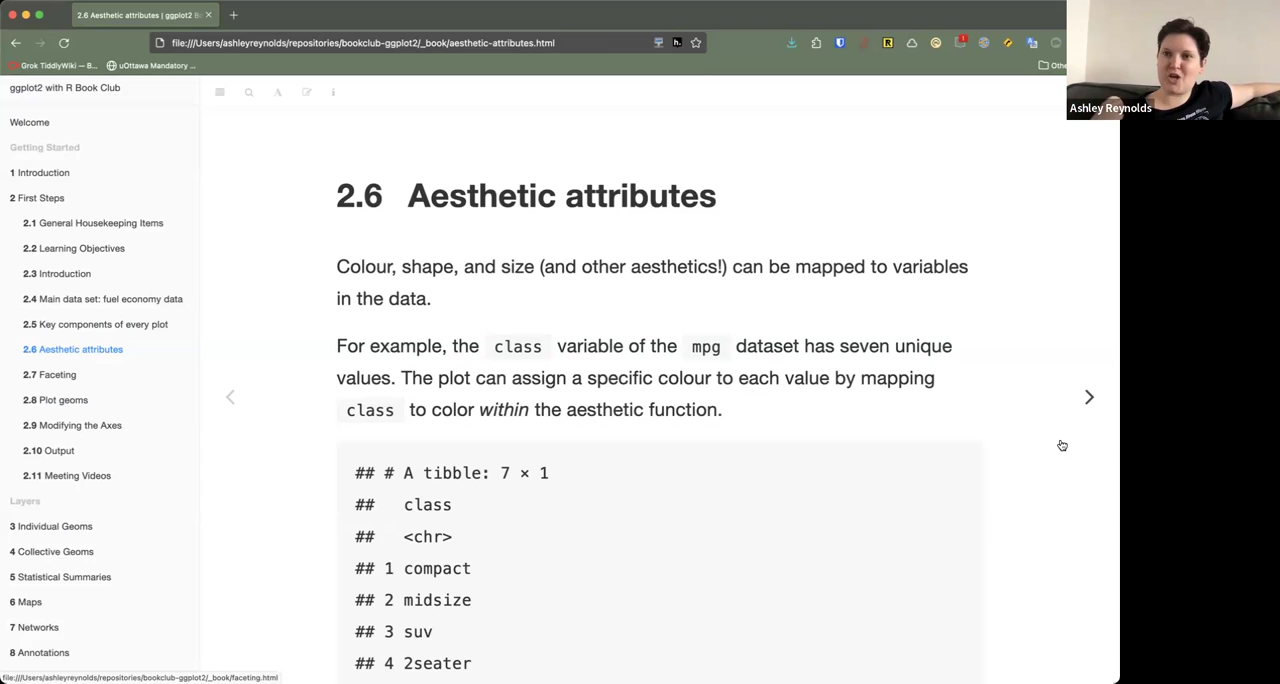 2.6 Aesthetic attributes | ggplot2 B
file:///Users/ashleyreynolds/repositories/bookclub-ggplot2/_book/aesthetic-attributes.html
Grok TiddlyWiki — B...
uOttawa Mandatory ...
Othe
Ashley Reynolds
ggplot2 with R Book Club
Welcome
Getting Started
1 Introduction
2 First Steps
2.1 General Housekeeping Items
2.2 Learning Objectives
2.3 Introduction
2.4 Main data set: fuel economy data
2.5 Key components of every plot
2.6 Aesthetic attributes
2.7 Faceting
2.8 Plot geoms
2.9 Modifying the Axes
2.10 Output
2.11 Meeting Videos
Layers
3 Individual Geoms
4 Collective Geoms
5 Statistical Summaries
6 Maps
7 Networks
8 Annotations
file:///Users/ashleyreynolds/repositories/bookclub-ggplot2/_book/faceting.html
2.6 Aesthetic attributes
Colour, shape, and size (and other aesthetics!) can be mapped to variables
in the data.
For example, the class variable of the mpg dataset has seven unique
values. The plot can assign a specific colour to each value by mapping
class to color within the aesthetic function.
## # A tibble: 7 × 1
## class
## <chr>
## 1 compact
## 2 midsize
## 3 suv
## 4 2seater